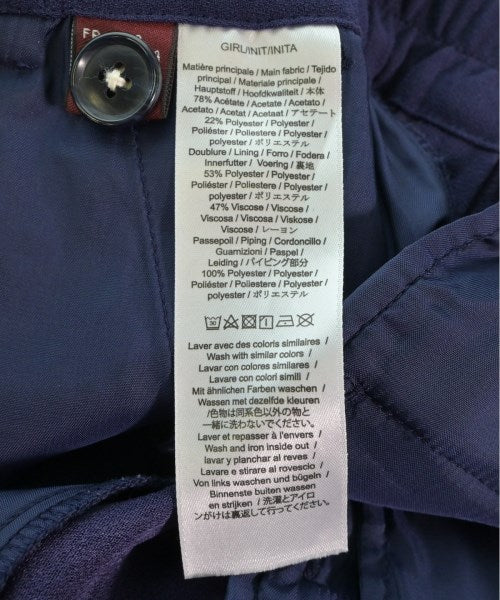 FR
GIRL/INIT/INITA
Matière principale / Main fabric / Tejido
principal / Materiale principale /
Hauptstoff / Hoofdkwaliteit / 本体
78% Acétate / Acetate / Acetato /
Acetato / Acetat / Acetaat / アセテート
22% Polyester / Polyester /
Poliéster / Poliestere / Polyester /
polyester / ポリエステル
Doublure / Lining / Forro / Fodera /
Innerfutter / Voering / 裏地
53% Polyester / Polyester /
Poliéster / Poliestere / Polyester /
polyester / ポリエステル
47% Viscose / Viscose /
Viscosa / Viscosa / Viskose /
Viscose / レーヨン
Passepoil / Piping / Cordoncillo /
Guarnizioni / Paspel /
Leiding / パイピング部分
100% Polyester / Polyester /
Poliéster / Poliestere / Polyester /
polyester / ポリエステル
30
Laver avec des coloris similaires /
Wash with similar colors /
Lavar con colores similares /
Lavare con colori simili /
Mit ähnlichen Farben waschen /
Wassen met dezelfde kleuren
/色物は同系色以外の物と
一緒に洗わないでください。
Laver et repasser à l'envers /
Wash and iron inside out /
lavar y planchar al reves /
Lavare e stirare al rovescio /
Von links waschen und bügeln /
Binnenste buiten wassen
en strijken / 洗濯とアイロ
ンがけは裏返して行って下さい。